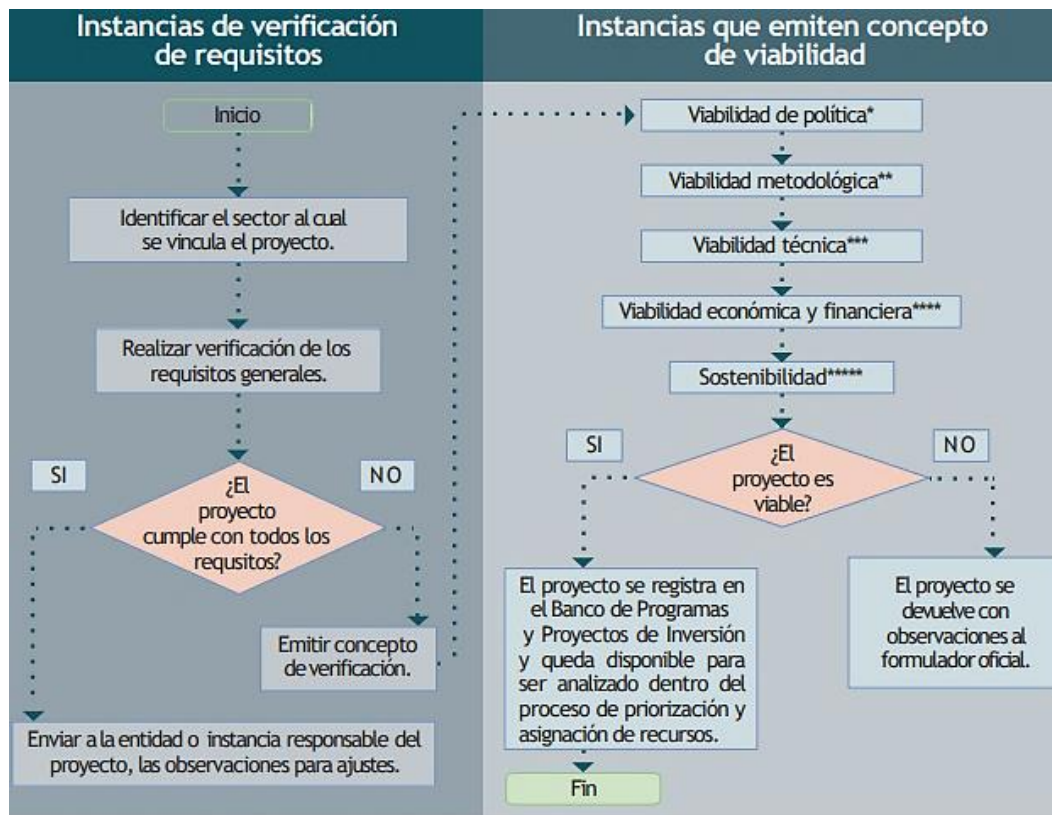 Instancias de verificación
de requisitos
Inicio
Identificar el sector al cual
se vincula el proyecto.
Realizar verificación de los
requisitos generales.
SI
NO
¿El
proyecto
cumple con todos los
requsitos?
Emitir concepto
de verificación.
Enviar a la entidad o instancia responsable del
proyecto, las observaciones para ajustes.
Instancias que emiten concepto
de viabilidad
Viabilidad de política*
Viabilidad metodológica**
Viabilidad técnica***
Viabilidad económica y financiera****
Sostenibilidad*****
SI
NO
¿El
proyecto es
viable?
El proyecto se registra en
el Banco de Programas
y Proyectos de Inversión
y queda disponible para
ser analizado dentro del
proceso de priorización y
asignación de recursos.
El proyecto se
devuelve con
observaciones al
formulador oficial.
Fin